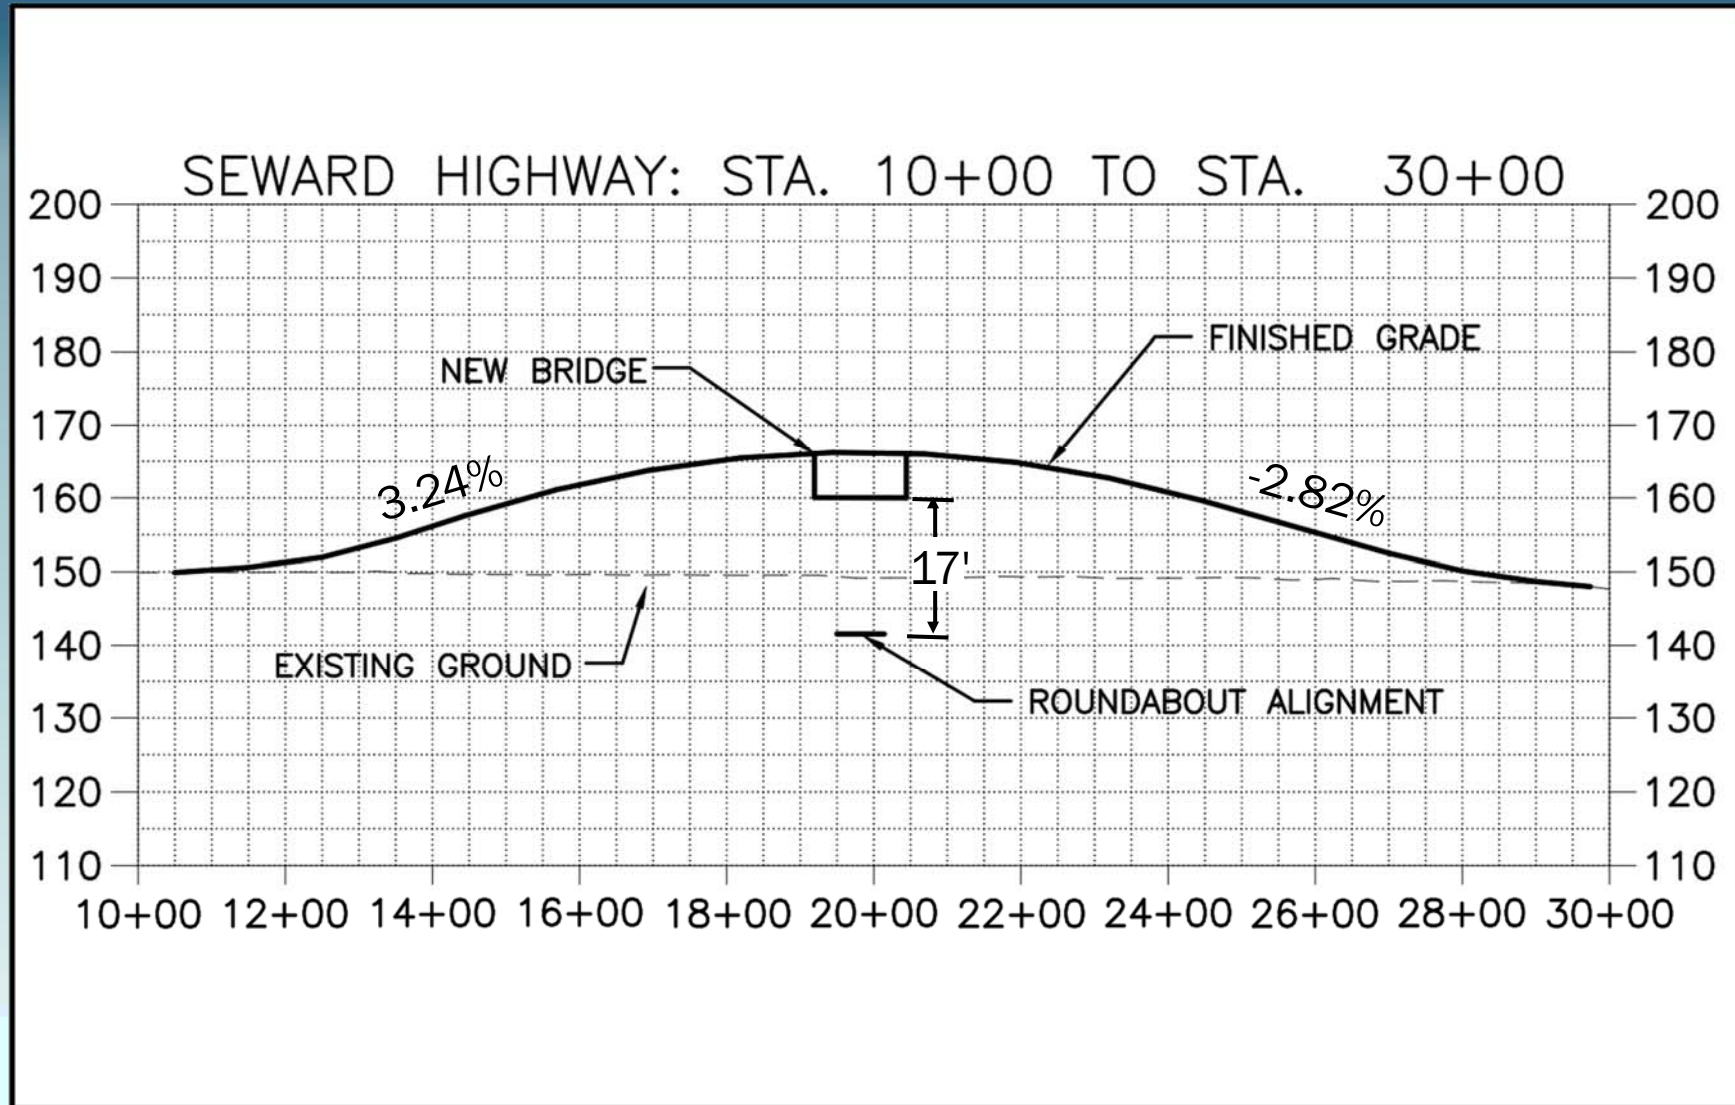 SEWARD HIGHWAY: STA. 10+00 TO STA. 30+00
200 200
190 190
180 180
170 170
160 160
150 150
140 140
130 130
120 120
110 110
FINISHED GRADE
NEW BRIDGE
3.24%
-2.82%
17'
EXISTING GROUND
ROUNDABOUT ALIGNMENT
10+00 12+00 14+00 16+00 18+00 20+00 22+00 24+00 26+00 28+00 30+00